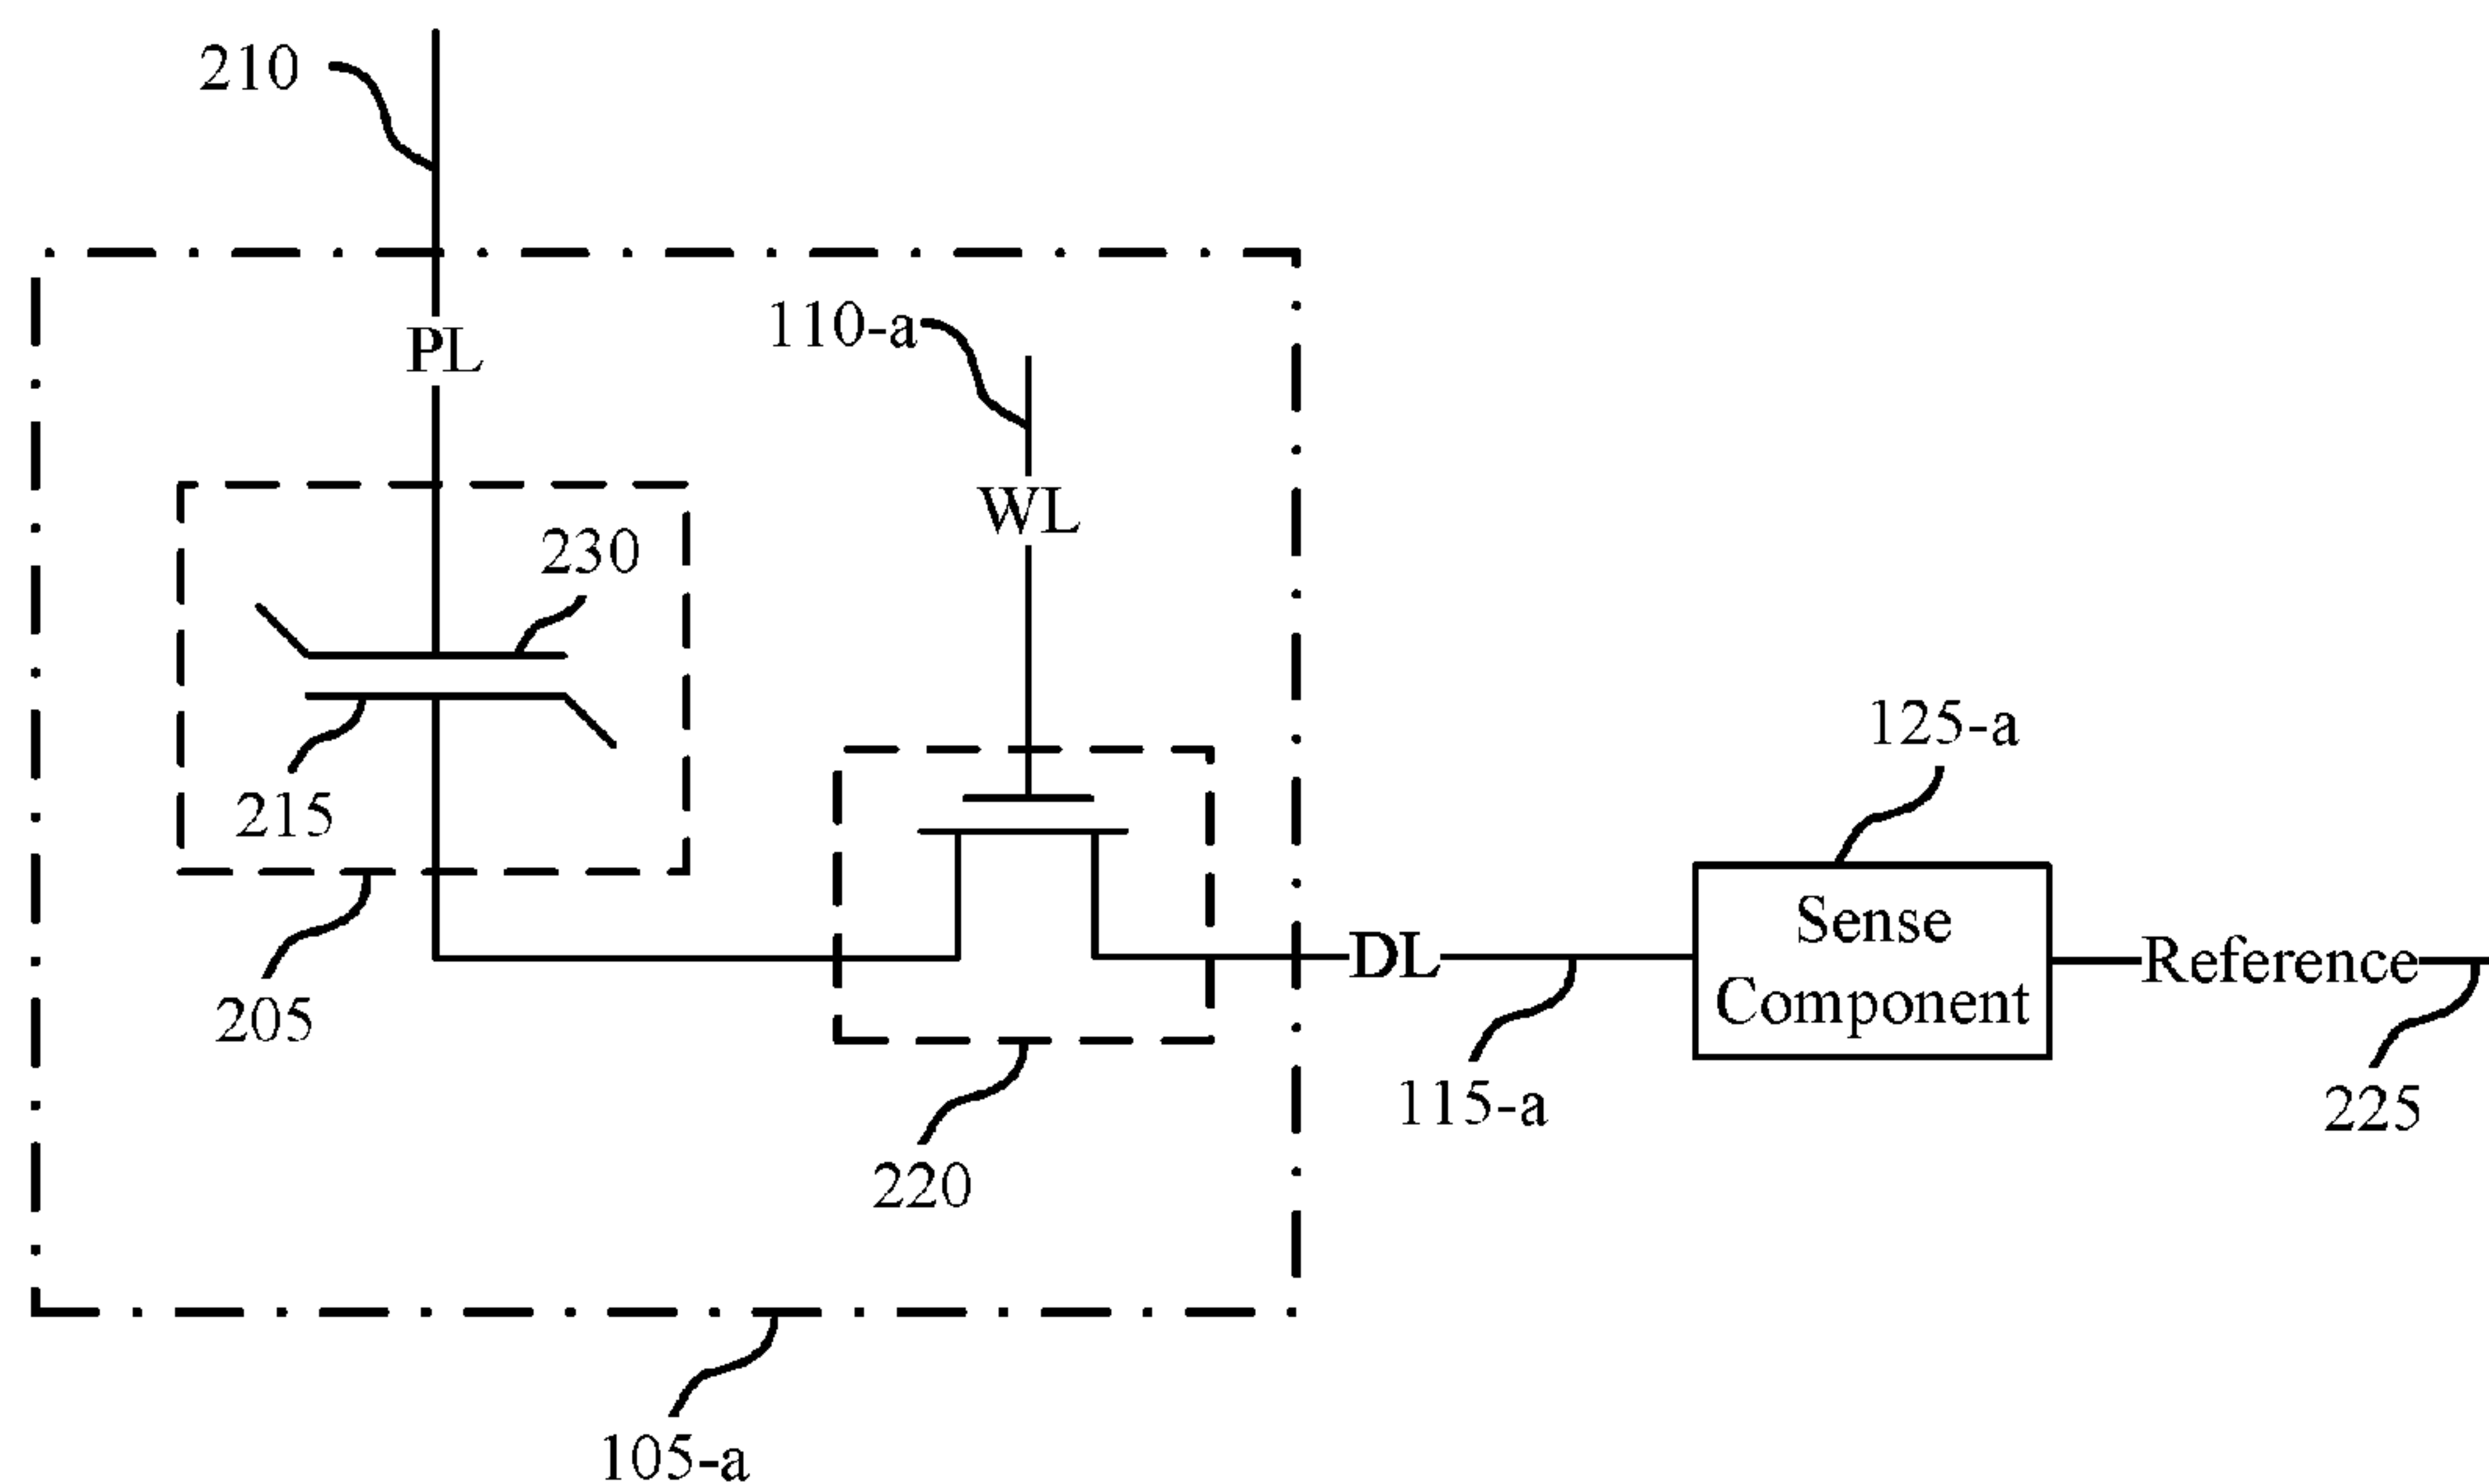 210
110-a
PL
WL
230
125-a
215
Sense
Component
DL
Reference
205
115-a
225
220
105-a